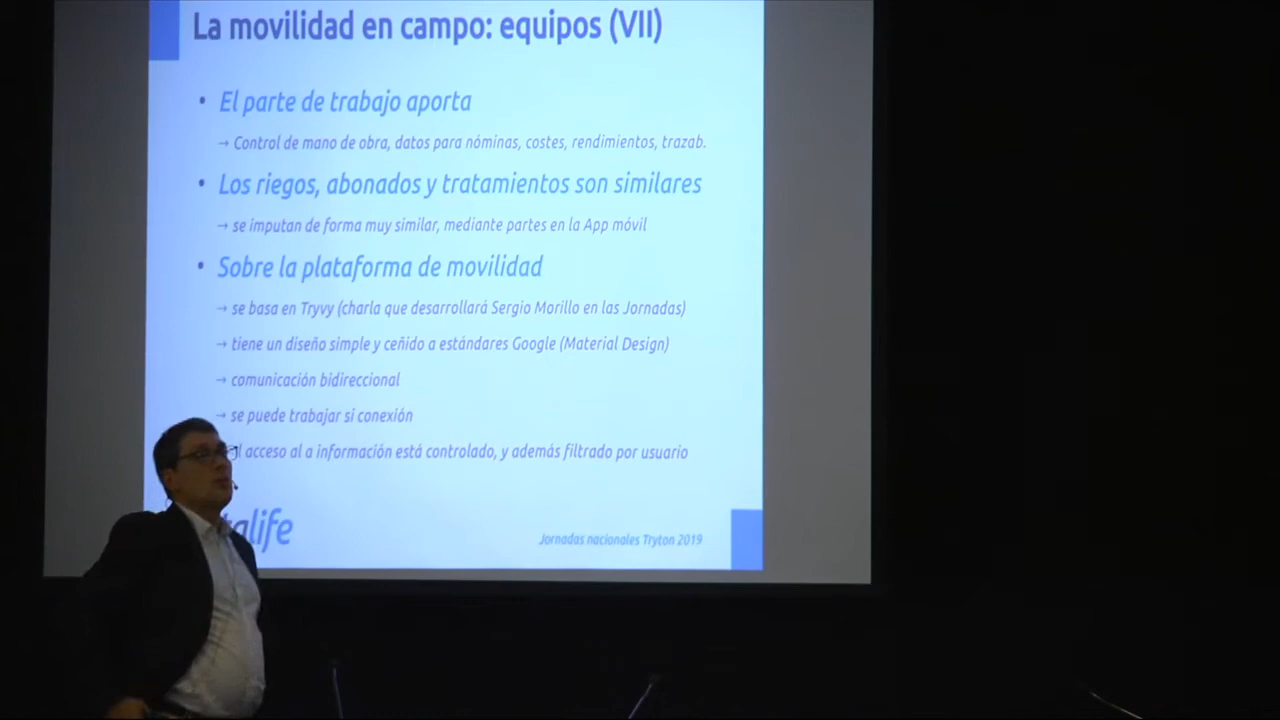 La movilidad en campo: equipos (VII)
• El parte de trabajo aporta
→ Control de mano de obra, datos para nóminas, costes, rendimientos, trazab.
• Los riegos, abonados y tratamientos son similares
→ se imputan de forma muy similar, mediante partes en la App móvil
• Sobre la plataforma de movilidad
→ se basa en Tryvy (charla que desarrollará Sergio Morillo en las Jornadas)
→ tiene un diseño simple y ceñido a estándares Google (Material Design)
→ comunicación bidireccional
→ se puede trabajar si conexión
l acceso al a información está controlado, y además filtrado por usuario
talife
Jornadas nacionales Tryton 2019